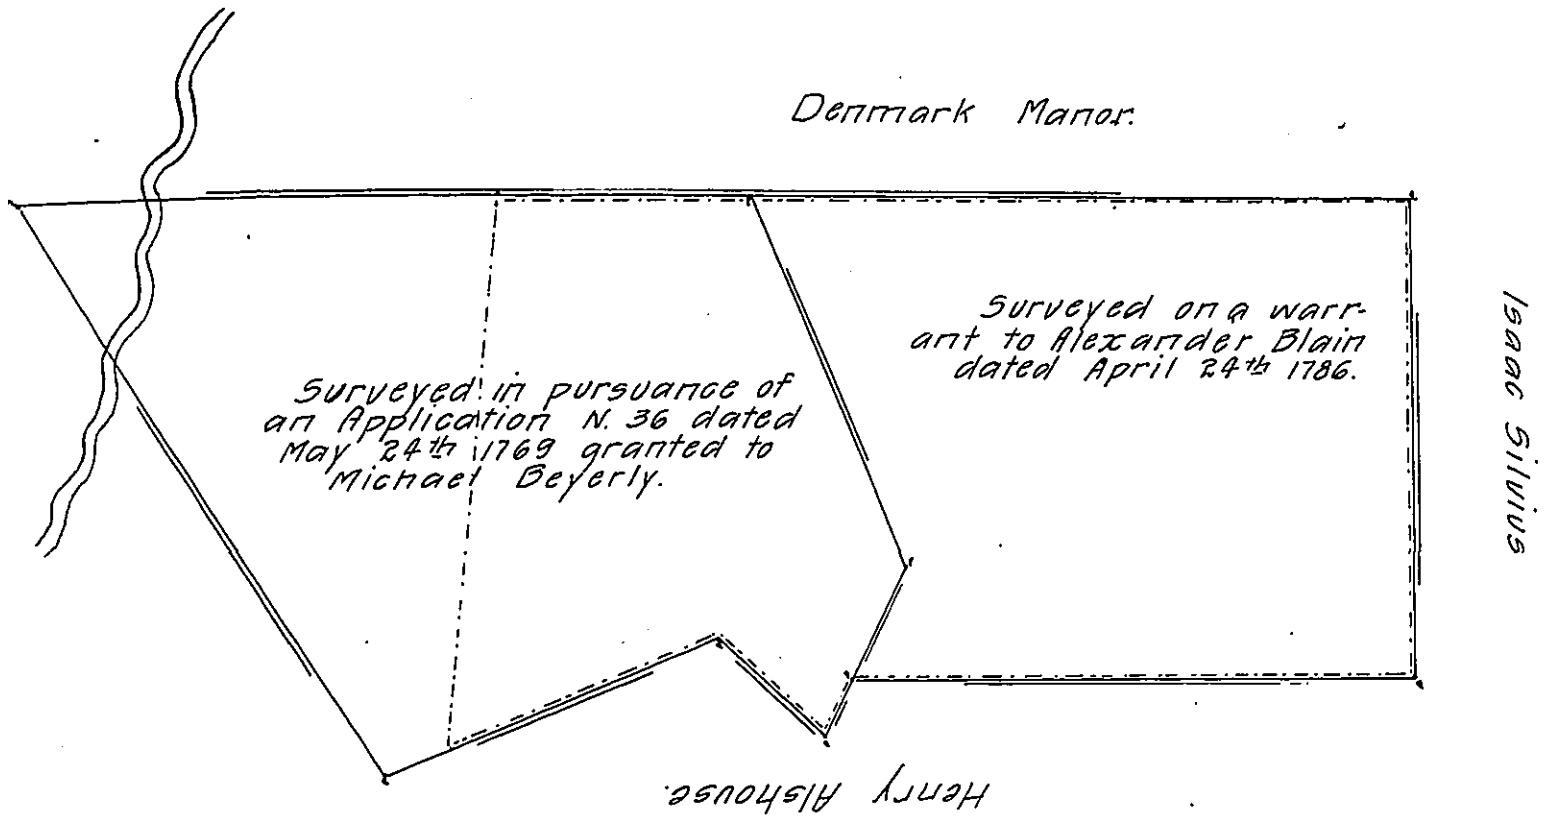 Denmark Manor.
Surveyed on a warr-
ant to Alexander Blain
dated April 24th 1786.
Isaac Silvius
Surveyed in pursuance of
an Application N. 36 dated
May 24th 1769 granted to
Michael Beyerly.
Henry Alshouse.